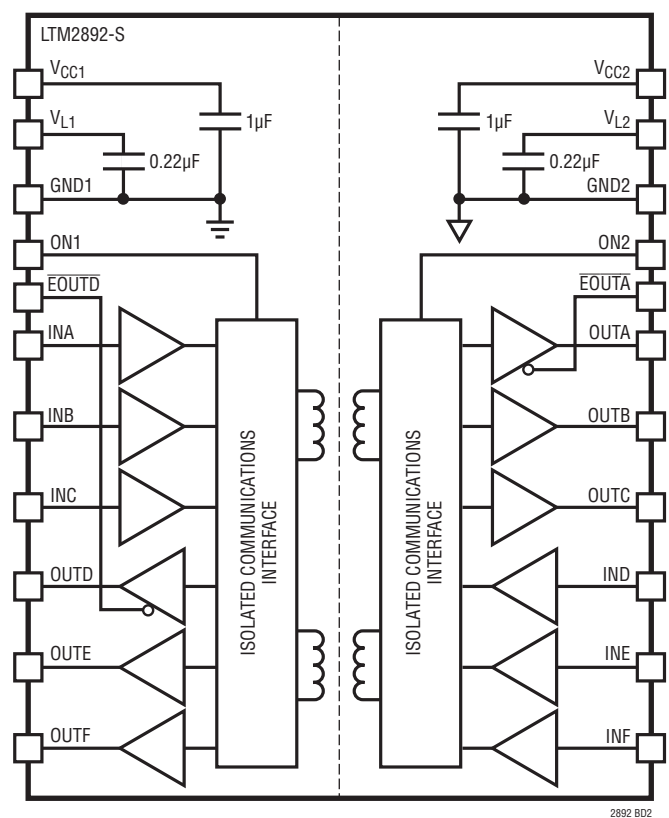 LTM2892-S
VCC1
VCC2
1µF
1µF
VL1
VL2
0.22µF
0.22µF
GND1
GND2
ON1
ON2
EOUTD
EOUTA
INA
OUTA
INB
OUTB
INC
OUTC
ISOLATED COMMUNICATIONS
INTERFACE
ISOLATED COMMUNICATIONS
INTERFACE
OUTD
IND
OUTE
INE
OUTF
INF
2892 BD2